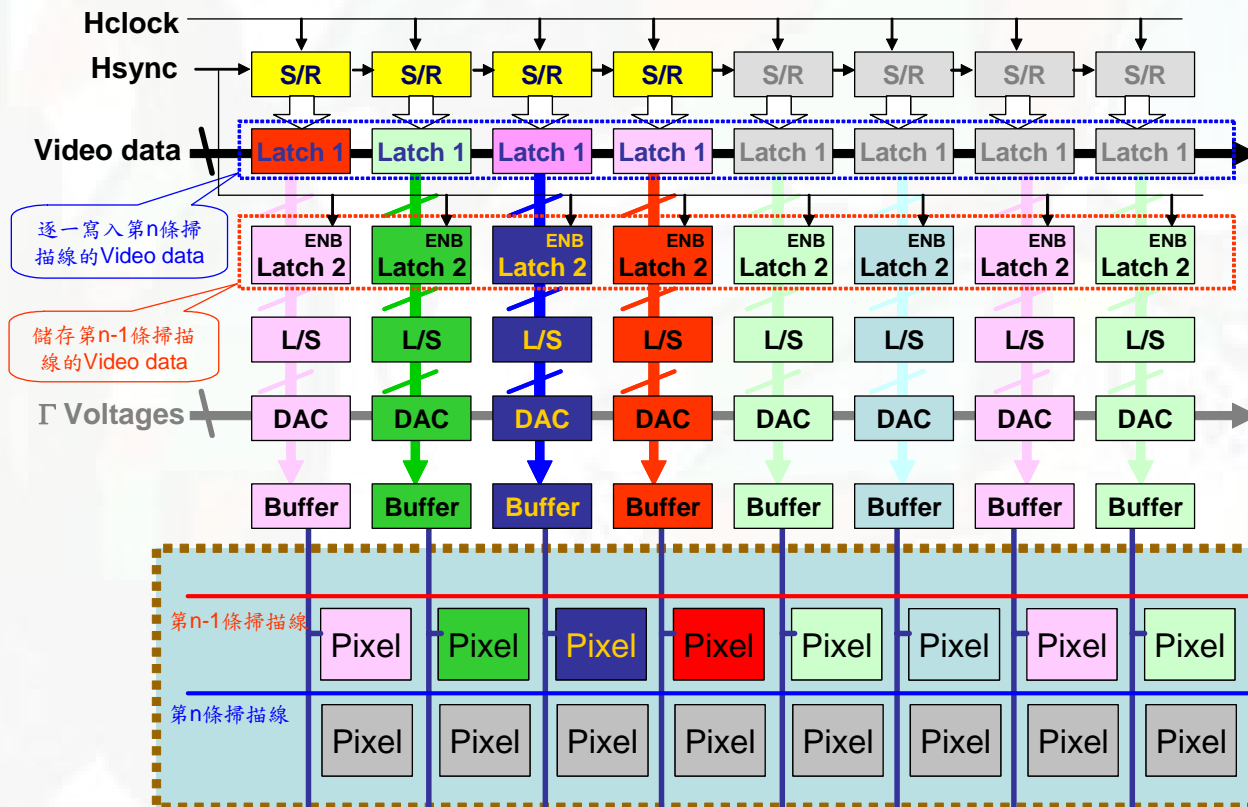 Hclock
Hsync
S/R S/R S/R S/R S/R S/R S/R S/R
Video data
Latch 1 Latch 1 Latch 1 Latch 1 Latch 1 Latch 1 Latch 1 Latch 1
逐一寫入第n條掃
描線的Video data
ENB ENB ENB ENB ENB ENB ENB ENB
Latch 2 Latch 2 Latch 2 Latch 2 Latch 2 Latch 2 Latch 2 Latch 2
儲存第n-1條掃描
線的Video data
L/S L/S L/S L/S L/S L/S L/S L/S
Γ Voltages
DAC DAC DAC DAC DAC DAC DAC DAC
Buffer Buffer Buffer Buffer Buffer Buffer Buffer Buffer
第n-1條掃描線
Pixel Pixel Pixel Pixel Pixel Pixel Pixel Pixel
第n條掃描線
Pixel Pixel Pixel Pixel Pixel Pixel Pixel Pixel